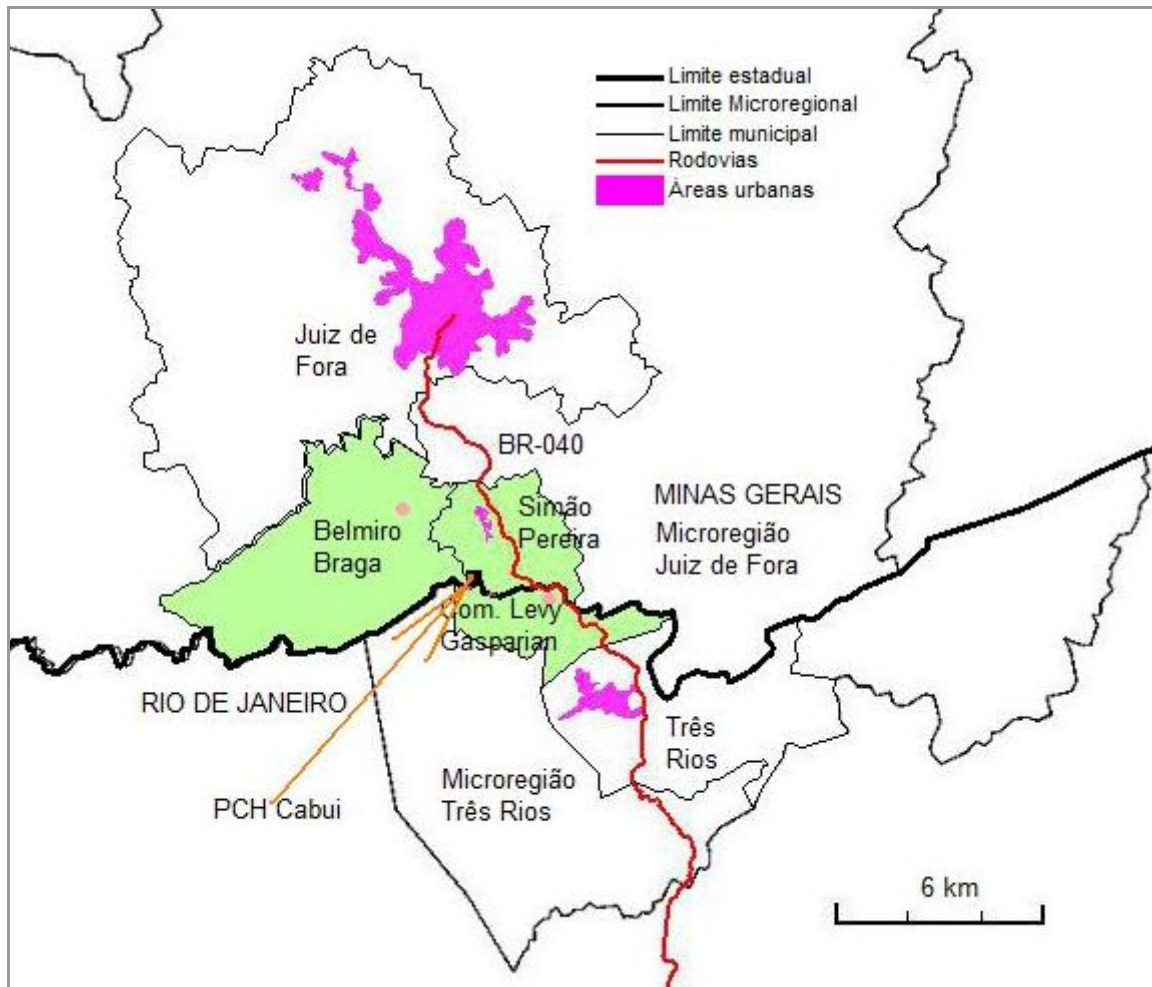 Limite estadual
Limite Microregional
Limite municipal
Rodovias
Áreas urbanas
Juiz de
Fora
BR-040
MINAS GERAIS
Microregião
Juiz de Fora
Simão
Pereira
Belmiro
Braga
Com. Levy
Gasparian
RIO DE JANEIRO
Três
Rios
Microregião
Três Rios
PCH Cabui
6 km